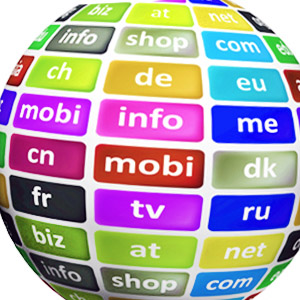 biz at net
info shop com
ch de eu
mobi info me
cn mobi dk
fr tv ru
biz at net
info shop com